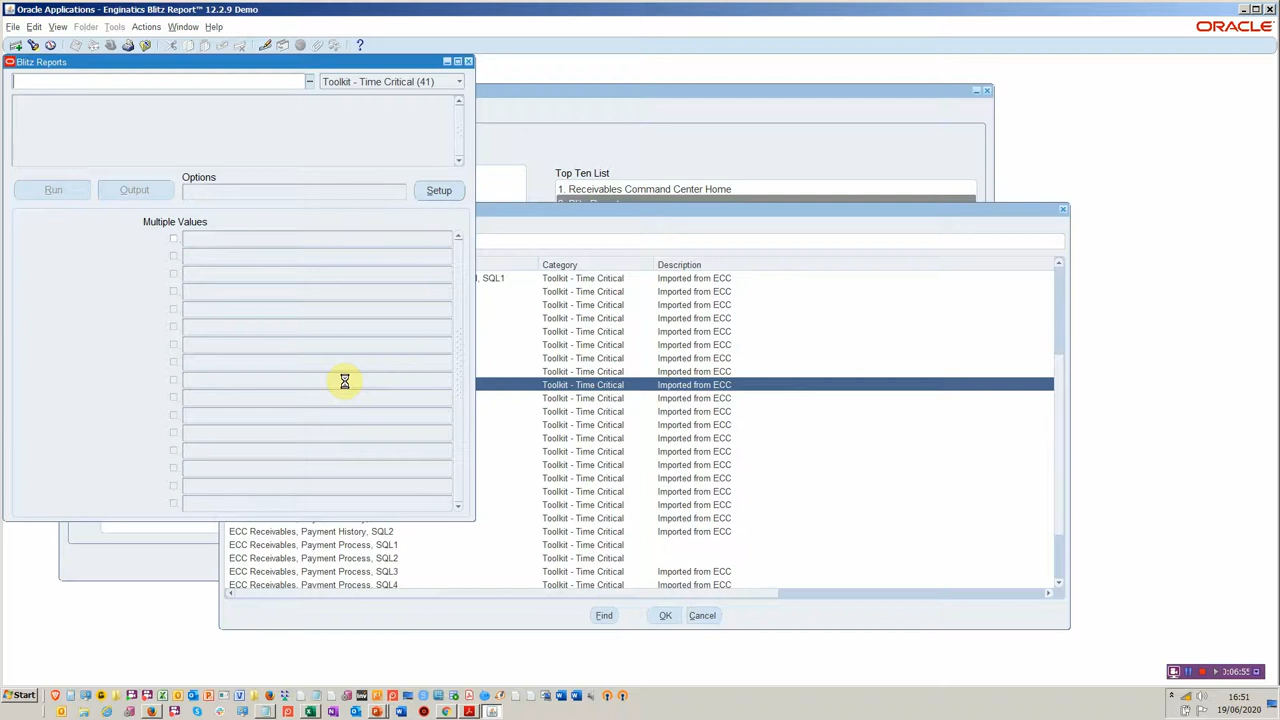 Oracle Applications - Enginatics Blitz Report™ 12.2.9 Demo
File Edit View Folder Tools Actions Window Help
ORACLE
Blitz Reports
Toolkit - Time Critical (41)
Run
Output
Options
Setup
Multiple Values
Top Ten List
1. Receivables Command Center Home
Category
Description
, SQL1
Toolkit - Time Critical
Imported from ECC
Toolkit - Time Critical
Imported from ECC
Toolkit - Time Critical
Imported from ECC
Toolkit - Time Critical
Imported from ECC
Toolkit - Time Critical
Imported from ECC
Toolkit - Time Critical
Imported from ECC
Toolkit - Time Critical
Imported from ECC
Toolkit - Time Critical
Imported from ECC
Toolkit - Time Critical
Imported from ECC
Toolkit - Time Critical
Imported from ECC
Toolkit - Time Critical
Imported from ECC
Toolkit - Time Critical
Imported from ECC
Toolkit - Time Critical
Imported from ECC
Toolkit - Time Critical
Imported from ECC
Toolkit - Time Critical
Imported from ECC
Toolkit - Time Critical
Imported from ECC
Toolkit - Time Critical
Imported from ECC
Toolkit - Time Critical
Imported from ECC
Toolkit - Time Critical
Imported from ECC
ECC Receivables, Payment History, SQL2
Toolkit - Time Critical
Imported from ECC
ECC Receivables, Payment Process, SQL1
Toolkit - Time Critical
ECC Receivables, Payment Process, SQL2
Toolkit - Time Critical
ECC Receivables, Payment Process, SQL3
Toolkit - Time Critical
Imported from ECC
ECC Receivables, Payment Process, SQL4
Toolkit - Time Critical
Imported from ECC
Find
OK
Cancel
0:06:55
Start
16:51
19/06/2020